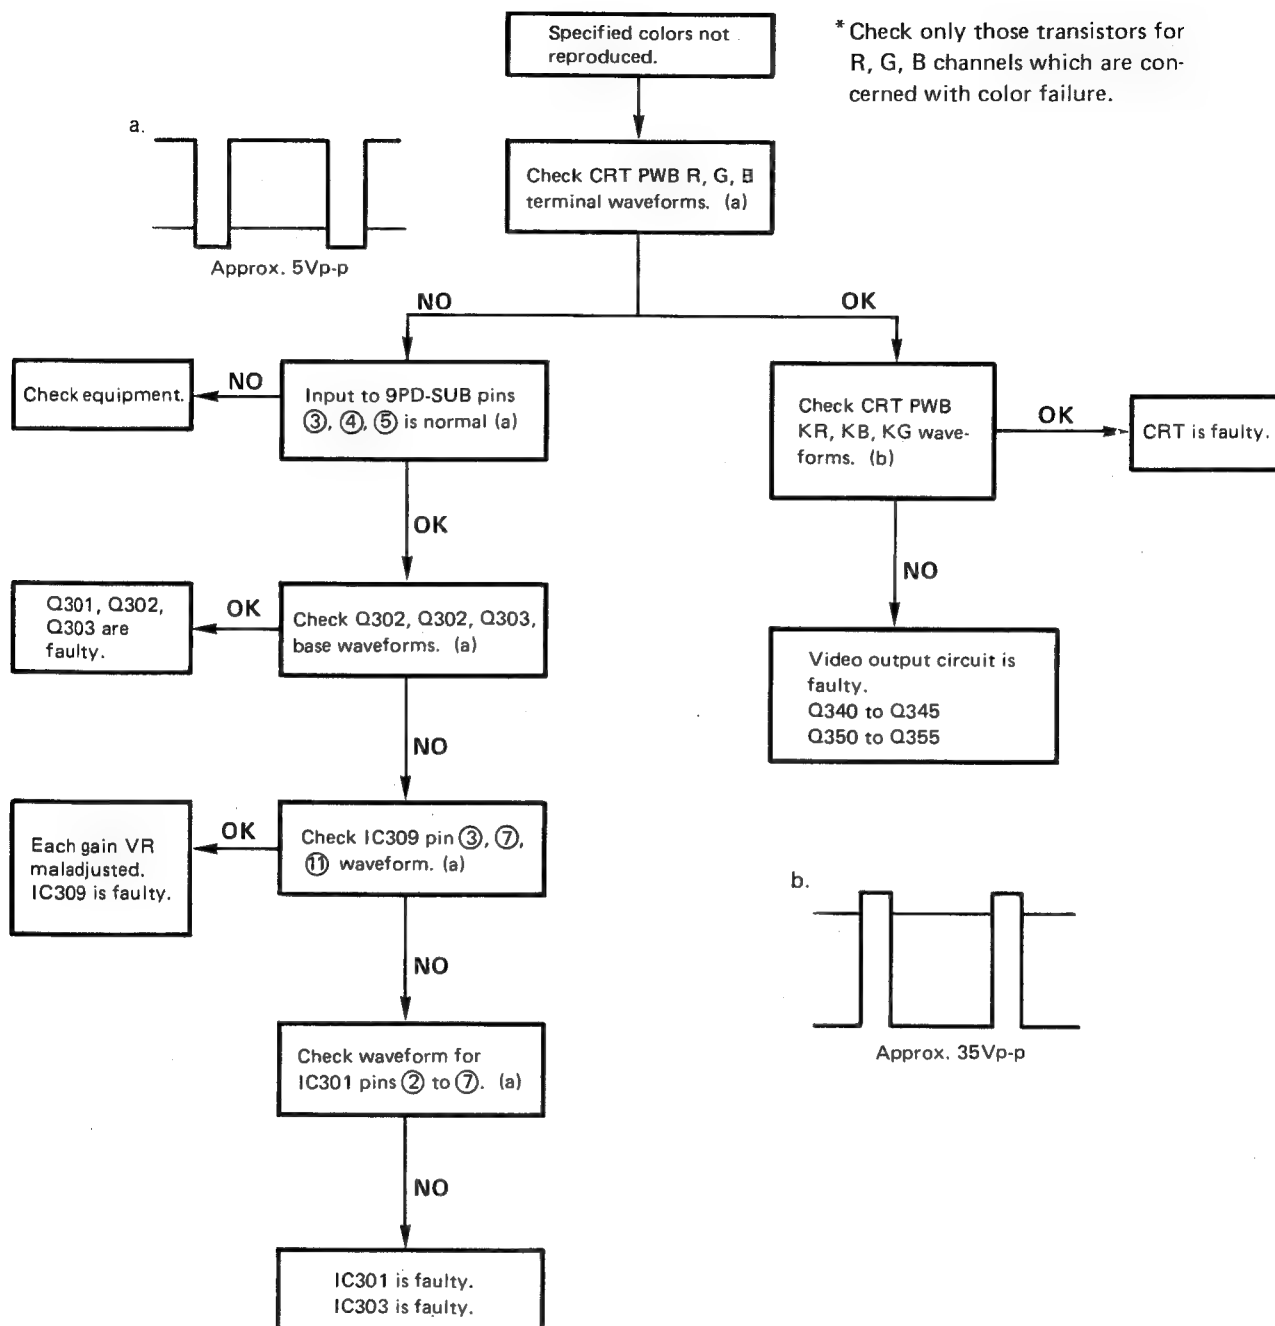 Specified colors not
reproduced.
* Check only those transistors for
R, G, B channels which are con-
cerned with color failure.
a.
Approx. 5Vp-p
Check CRT PWB R, G, B
terminal waveforms. (a)
NO
OK
Check equipment.
NO
Input to 9PD-SUB pins
③, ④, ⑤ is normal (a)
Check CRT PWB
KR, KB, KG wave-
forms. (b)
OK
CRT is faulty.
OK
NO
Q301, Q302,
Q303 are
faulty.
OK
Check Q302, Q302, Q303,
base waveforms. (a)
Video output circuit is
faulty.
Q340 to Q345
Q350 to Q355
NO
Each gain VR
maladjusted.
IC309 is faulty.
OK
Check IC309 pin ③, ⑦,
⑪ waveform. (a)
b.
Approx. 35Vp-p
NO
Check waveform for
IC301 pins ② to ⑦. (a)
NO
IC301 is faulty.
IC303 is faulty.